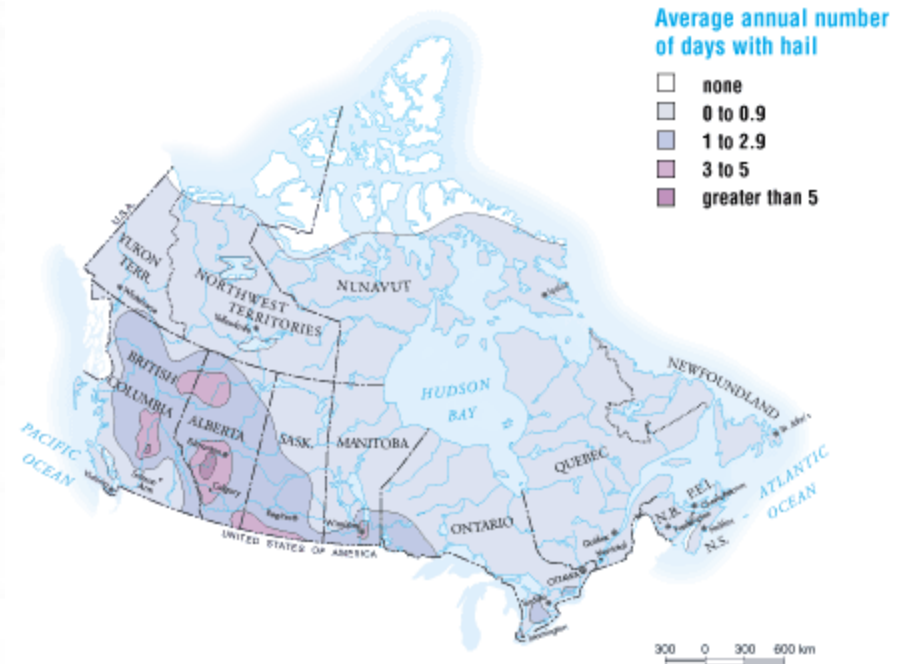 Average annual number
of days with hail
none
0 to 0.9
1 to 2.9
3 to 5
greater than 5
U.S.A.
YUKON
TERR.
NORTHWEST
TERRITORIES
NUNAVUT
BRITISH
COLUMBIA
ALBERTA
SASK.
MANITOBA
HUDSON
BAY
NEWFOUNDLAND
St. John's
QUEBEC
ONTARIO
PACIFIC
OCEAN
ATLANTIC
OCEAN
P.E.I.
N.B.
N.S.
Calgary
Regina
Winnipeg
UNITED STATES OF AMERICA
Ottawa
300 0 300 600 km